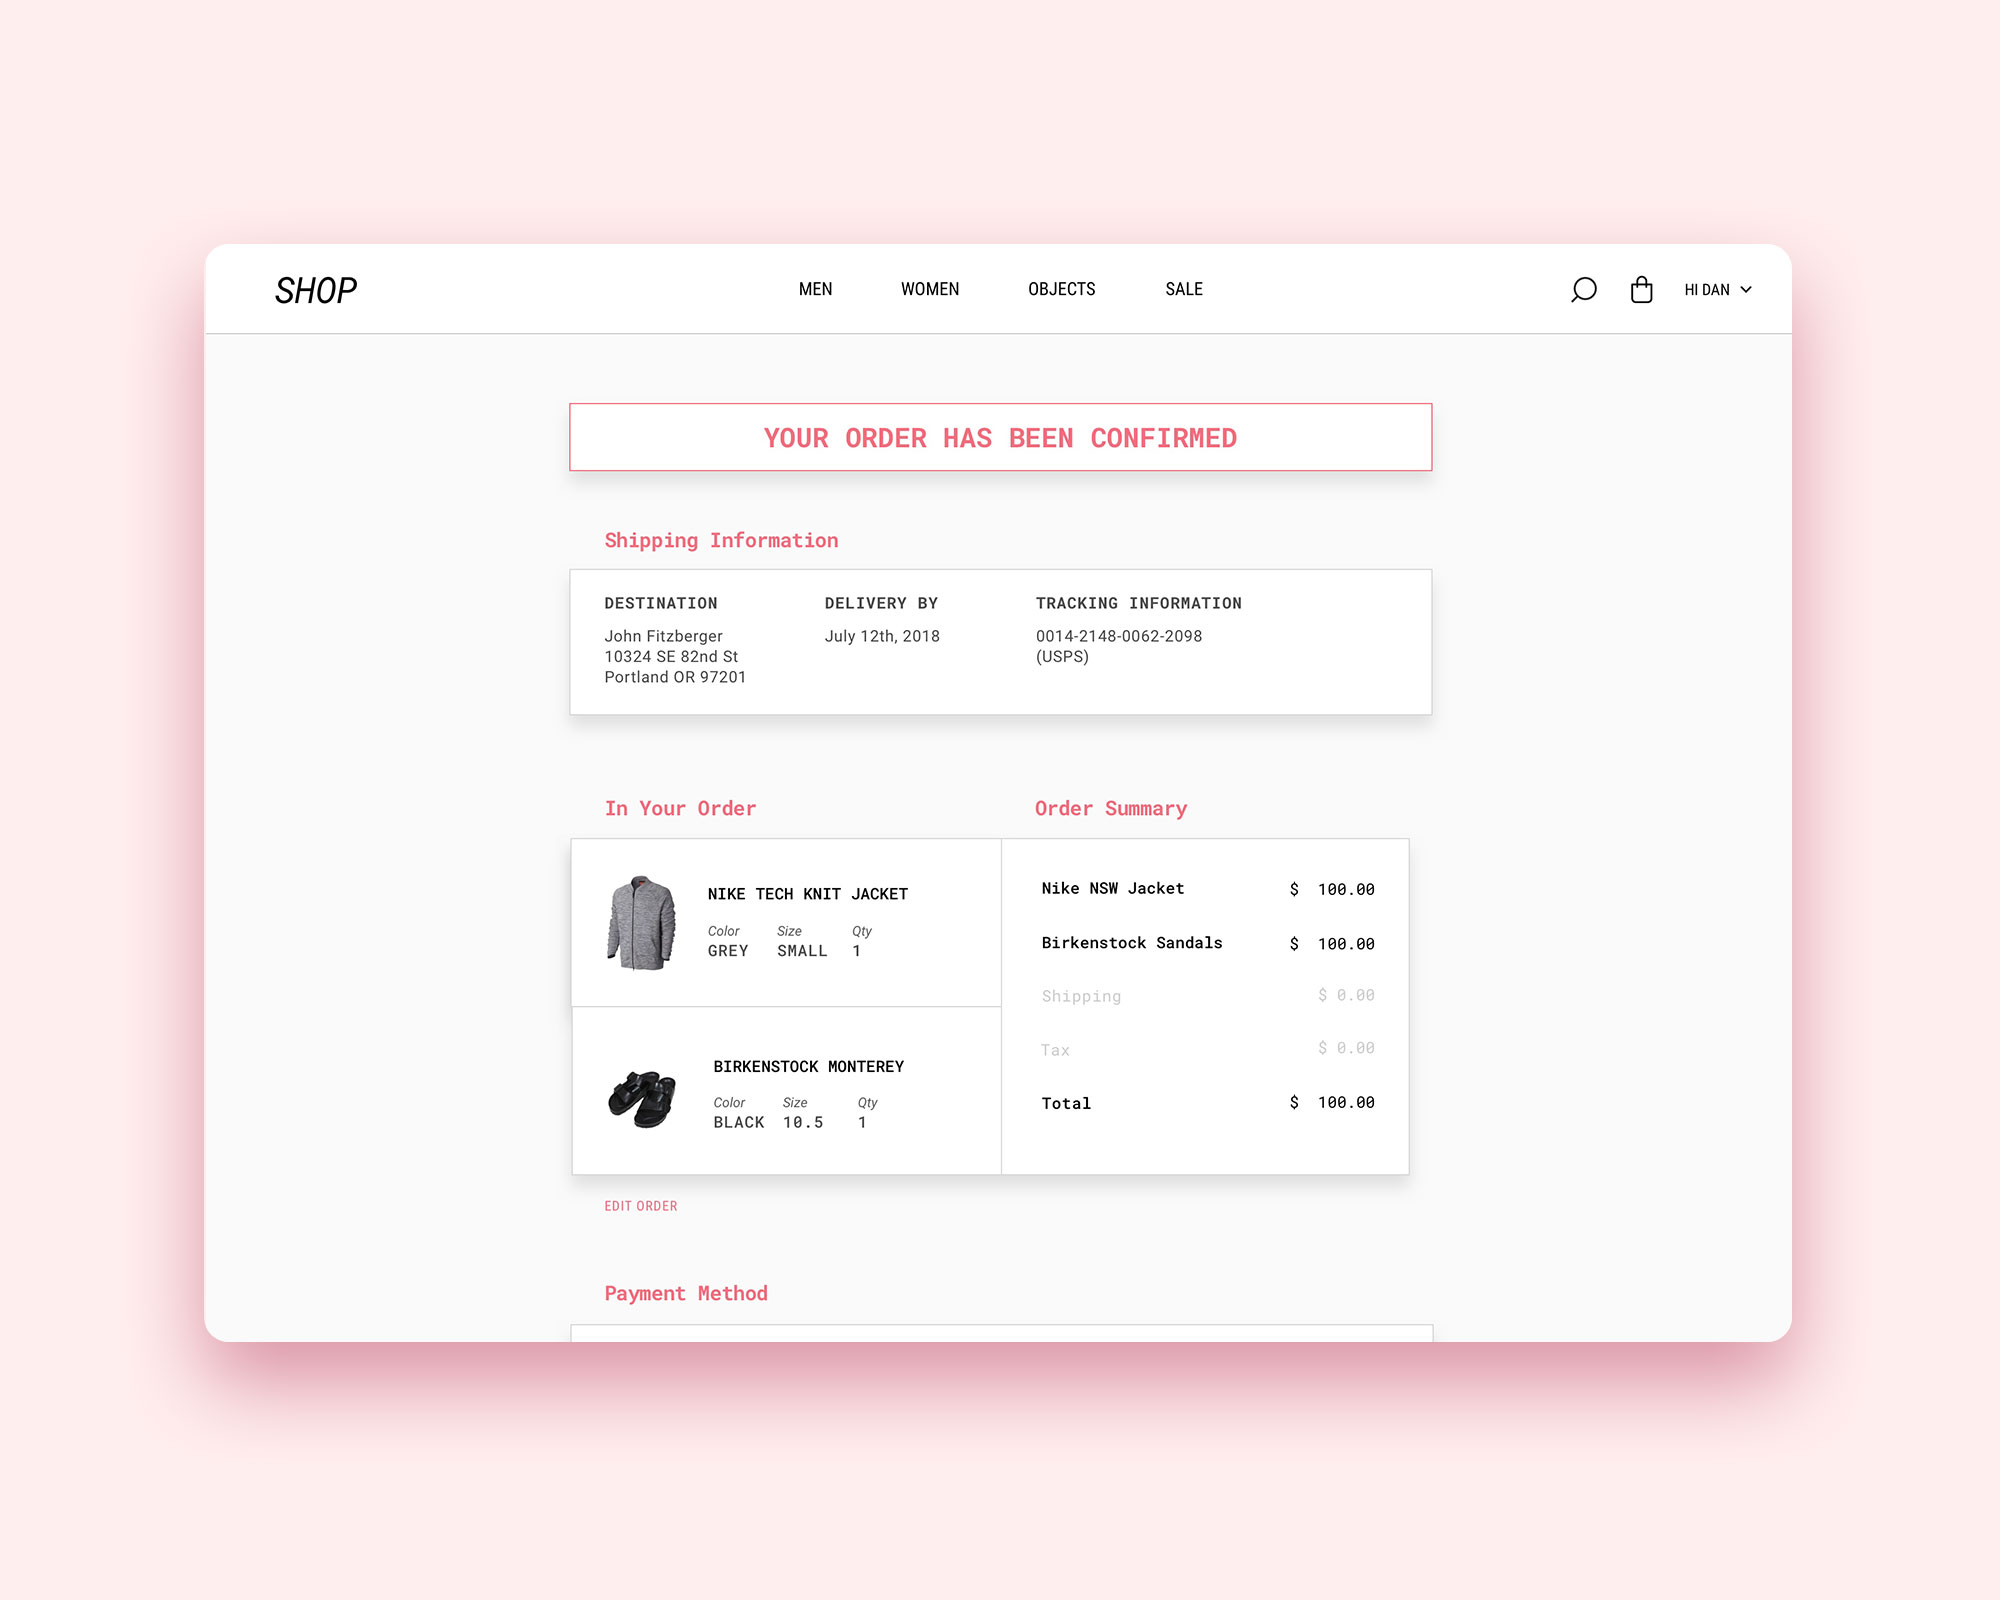 SHOP
MEN WOMEN OBJECTS SALE
HI DAN
YOUR ORDER HAS BEEN CONFIRMED
Shipping Information
DESTINATION
John Fitzberger
10324 SE 82nd St
Portland OR 97201
DELIVERY BY
July 12th, 2018
TRACKING INFORMATION
0014-2148-0062-2098
(USPS)
In Your Order
NIKE TECH KNIT JACKET
Color Size Qty
GREY SMALL 1
BIRKENSTOCK MONTEREY
Color Size Qty
BLACK 10.5 1
EDIT ORDER
Order Summary
Nike NSW Jacket $ 100.00
Birkenstock Sandals $ 100.00
Shipping $ 0.00
Tax $ 0.00
Total $ 100.00
Payment Method